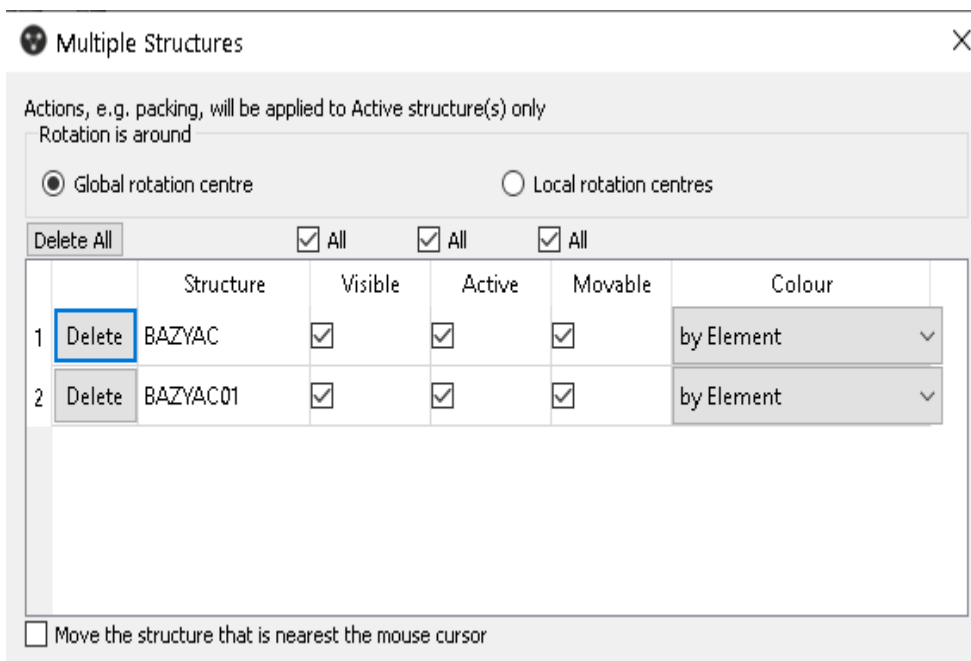 Multiple Structures
Actions, e.g. packing, will be applied to Active structure(s) only
Rotation is around
Global rotation centre Local rotation centres
Delete All All All All
Structure Visible Active Movable Colour
1 Delete BAZYAC by Element
2 Delete BAZYAC01 by Element
Move the structure that is nearest the mouse cursor